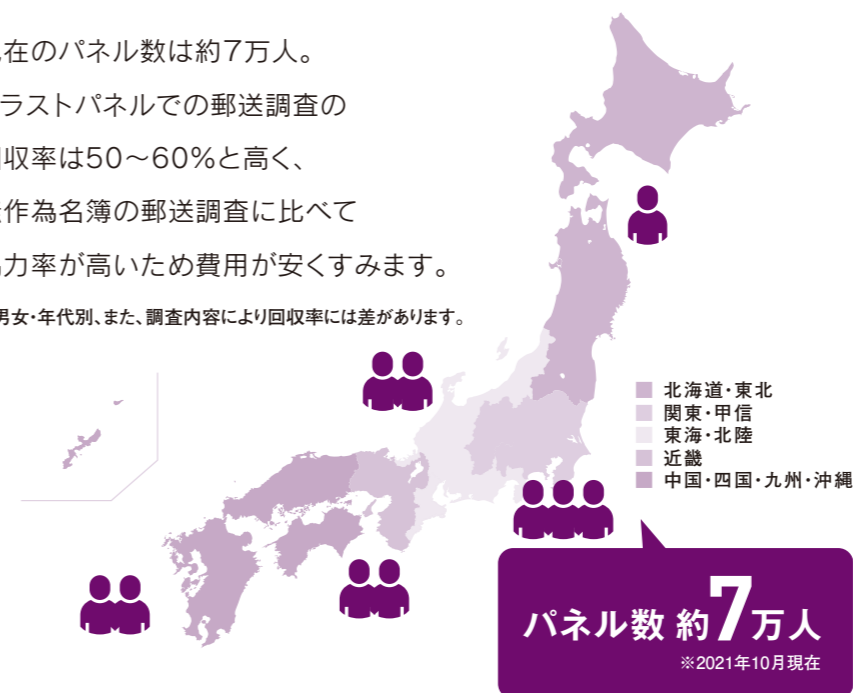 在のパネル数は約7万人。
ラストパネルでの郵送調査の
収率は50〜60%と高く、
作為名簿の郵送調査に比べて
力率が高いため費用が安くすみます。
男女・年代別、また、調査内容により回収率には差があります。
北海道・東北
関東・甲信
東海・北陸
近畿
中国・四国・九州・沖縄
パネル数 約7万人
※2021年10月現在